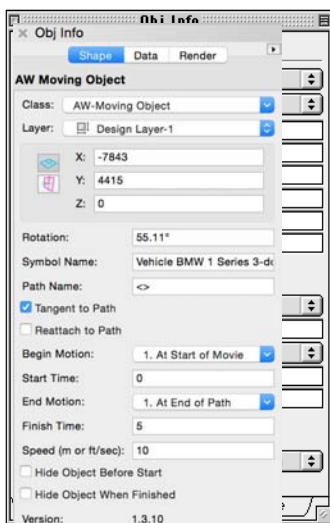 Obj Info
Obj Info
Shape Data Render
AW Moving Object
Class: AW-Moving Object
Layer: Design Layer-1
X: -7843
Y: 4415
Z: 0
Rotation: 55.11°
Symbol Name: Vehicle BMW 1 Series 3-do
Path Name: <>
Tangent to Path
Reattach to Path
Begin Motion: 1. At Start of Movie
Start Time: 0
End Motion: 1. At End of Path
Finish Time: 5
Speed (m or ft/sec): 10
Hide Object Before Start
Hide Object When Finished
Version: 1.3.10